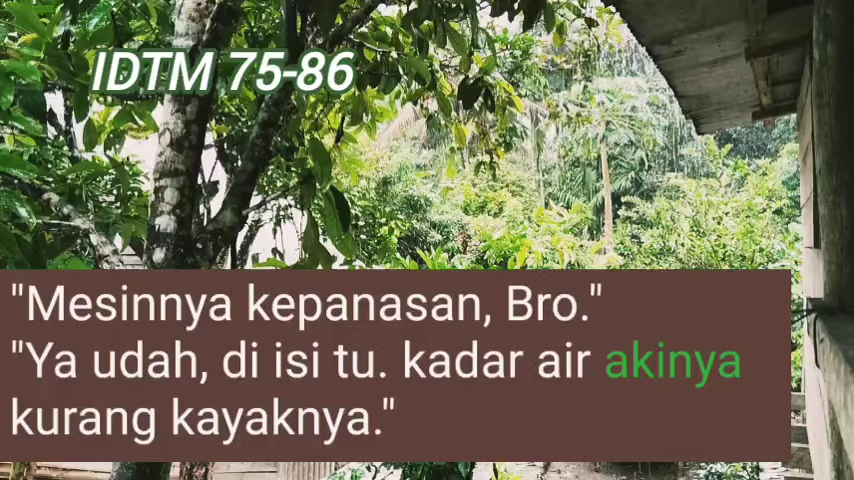 IDTM 75-86
"Mesinnya kepanasan, Bro."
"Ya udah, di isi tu. kadar air akinya
kurang kayaknya."